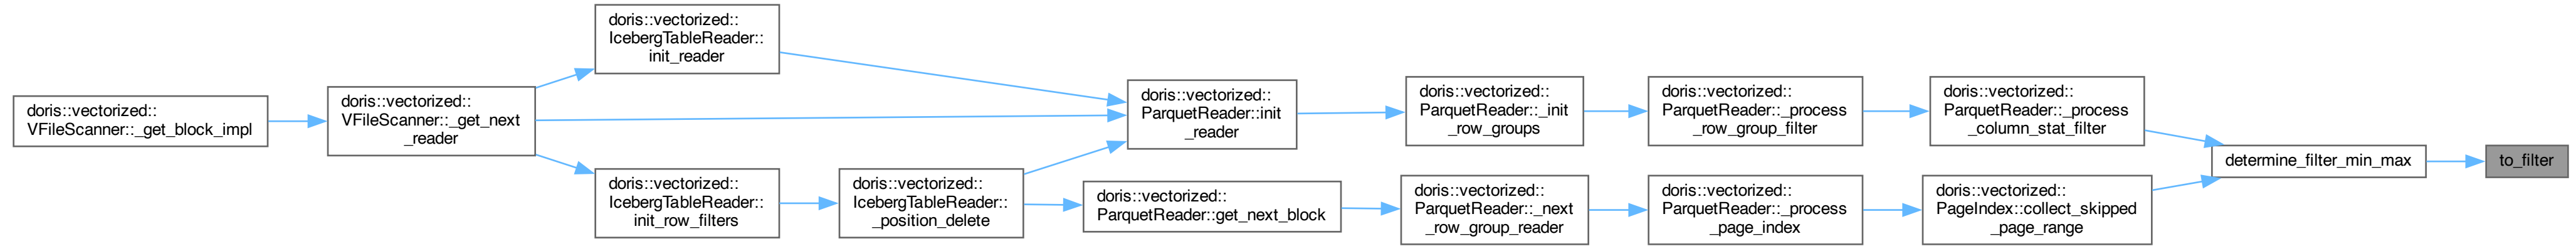 doris::vectorized::
VFileScanner::_get_block_impl
doris::vectorized::
VFileScanner::_get_next
_reader
doris::vectorized::
IcebergTableReader::
init_reader
doris::vectorized::
IcebergTableReader::
init_row_filters
doris::vectorized::
IcebergTableReader::
_position_delete
doris::vectorized::
ParquetReader::init
_reader
doris::vectorized::
ParquetReader::get_next_block
doris::vectorized::
ParquetReader::_init
_row_groups
doris::vectorized::
ParquetReader::_next
_row_group_reader
doris::vectorized::
ParquetReader::_process
_row_group_filter
doris::vectorized::
ParquetReader::_process
_page_index
doris::vectorized::
ParquetReader::_process
_column_stat_filter
doris::vectorized::
PageIndex::collect_skipped
_page_range
determine_filter_min_max
to_filter